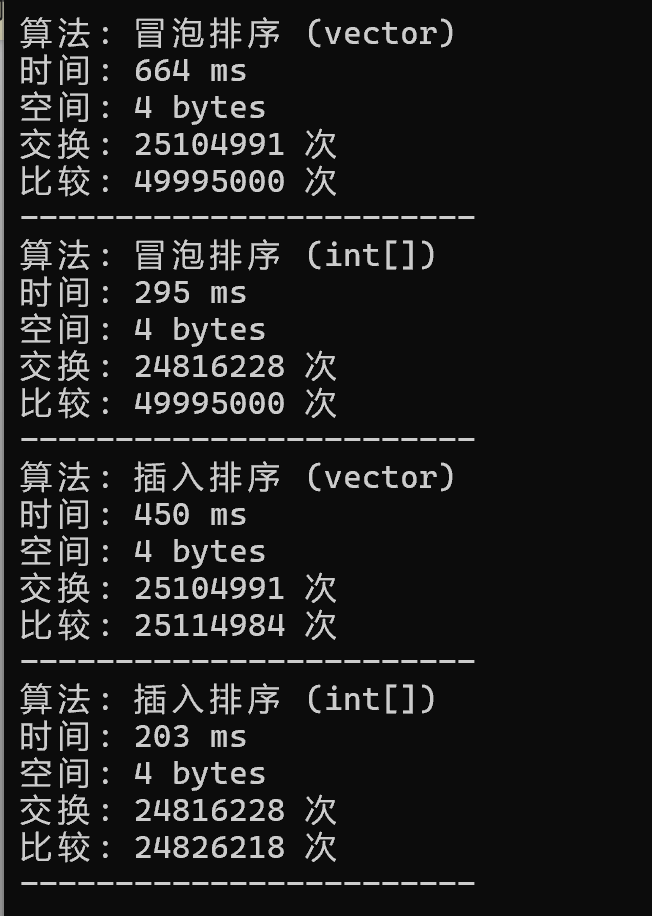 算法: 冒泡排序 (vector)
时间: 664 ms
空间: 4 bytes
交换: 25104991 次
比较: 49995000 次
------------------------
算法: 冒泡排序 (int[])
时间: 295 ms
空间: 4 bytes
交换: 24816228 次
比较: 49995000 次
------------------------
算法: 插入排序 (vector)
时间: 450 ms
空间: 4 bytes
交换: 25104991 次
比较: 25114984 次
------------------------
算法: 插入排序 (int[])
时间: 203 ms
空间: 4 bytes
交换: 24816228 次
比较: 24826218 次
------------------------